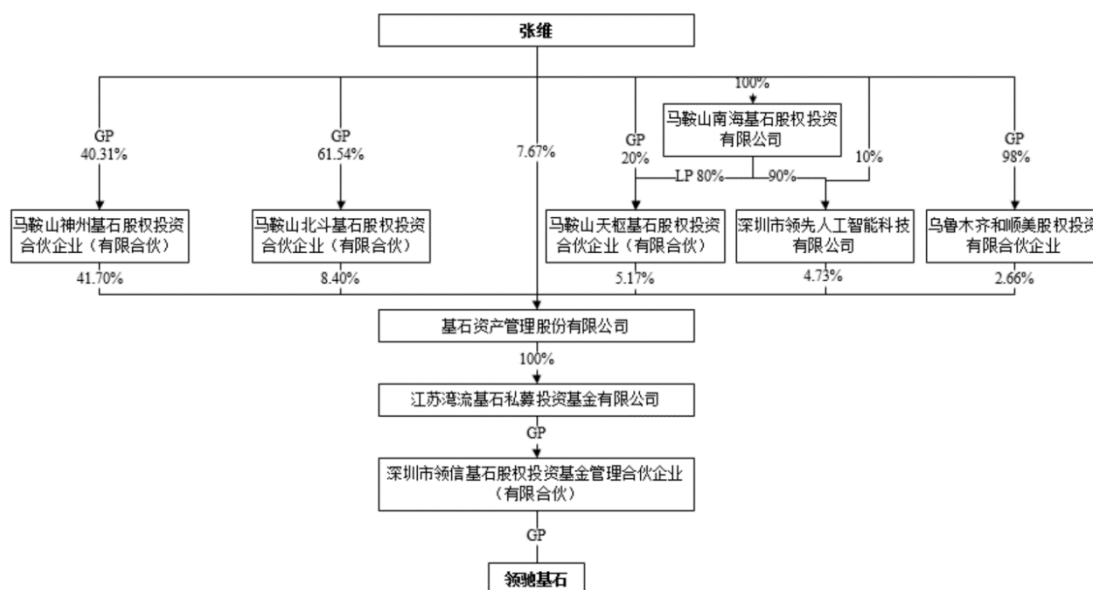 张维
100%
马鞍山南海基石股权投资
有限公司
GP
40.31%
GP
61.54%
7.67%
GP
20%
10%
GP
98%
LP 80%
90%
马鞍山神州基石股权投资
合伙企业（有限合伙）
马鞍山北斗基石股权投资
合伙企业（有限合伙）
马鞍山天枢基石股权投资
合伙企业（有限合伙）
深圳市领先人工智能科技
有限公司
乌鲁木齐和顺美股权投资
有限合伙企业
41.70%
8.40%
5.17%
4.73%
2.66%
基石资产管理股份有限公司
100%
江苏湾流基石私募投资基金有限公司
GP
深圳市领信基石股权投资基金管理合伙企业
（有限合伙）
GP
领驰基石